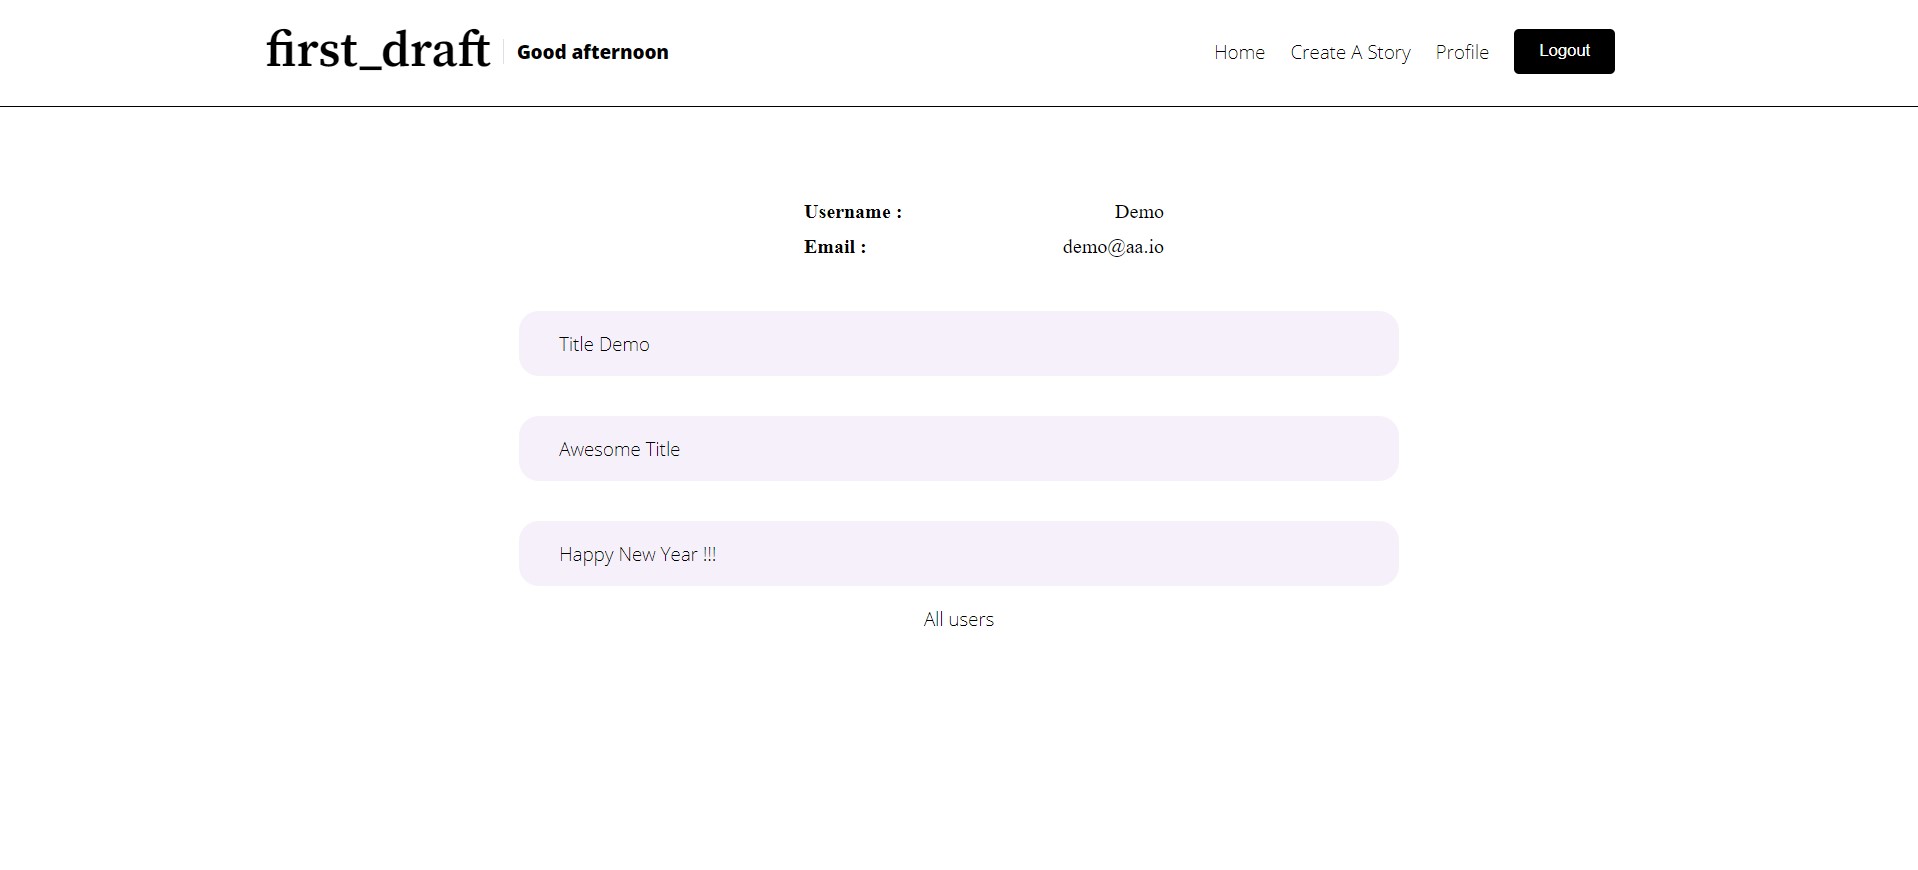 first_draft Good afternoon Home Create A Story Profile Logout
Username : Demo
Email : demo@aa.io
Title Demo
Awesome Title
Happy New Year !!!
All users